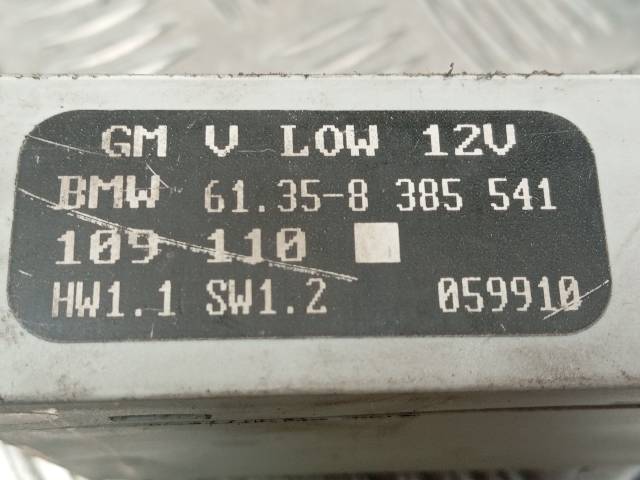 GM V LOW 12V
BMW 61.35-8 385 541
109 110
HW1.1 SW1.2 059910